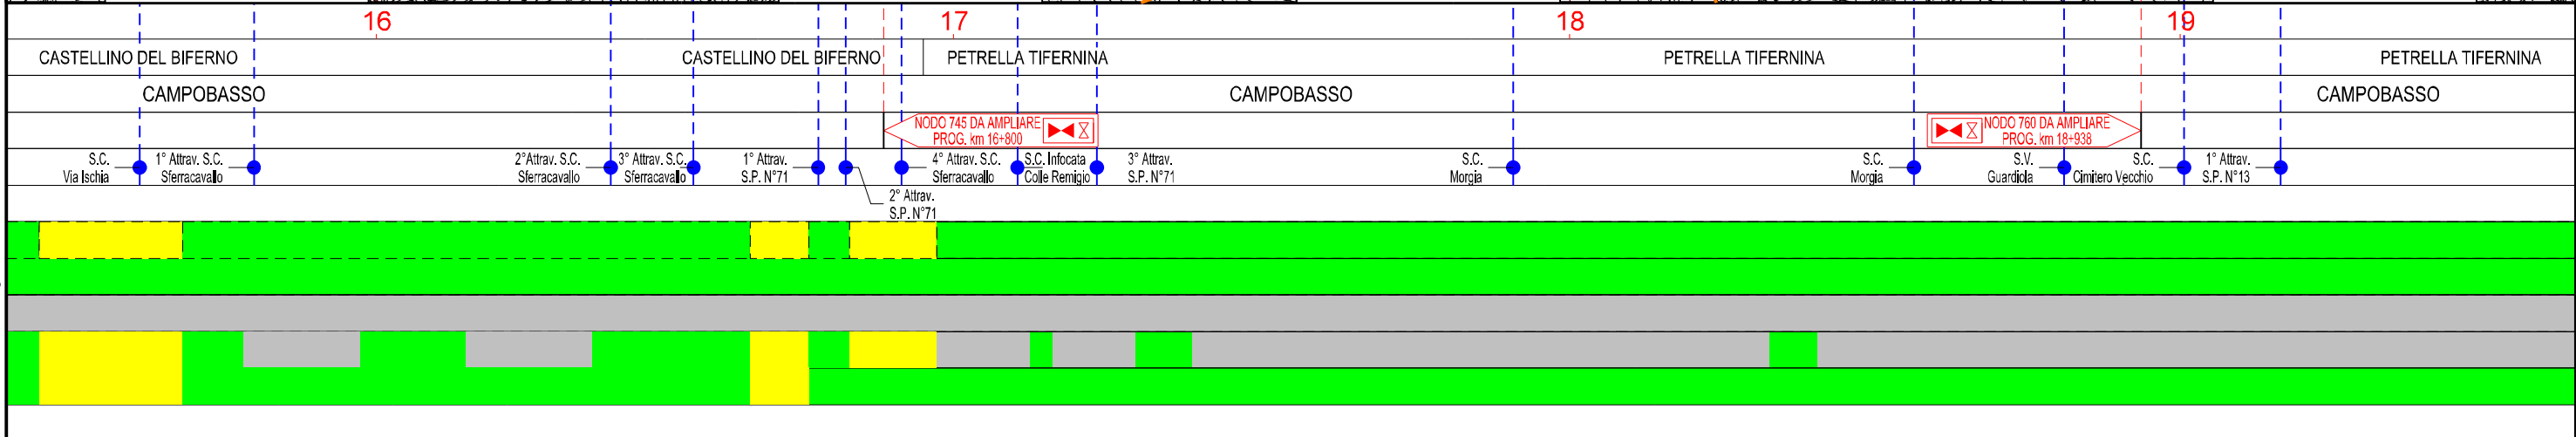 16 17 18 19
CASTELLINO DEL BIFERNO CASTELLINO DEL BIFERNO PETRELLA TIFERNINA PETRELLA TIFERNINA PETRELLA TIFERNINA
CAMPOBASSO CAMPOBASSO CAMPOBASSO
NODO 745 DA AMPLIARE
PROG. km 16+800
NODO 760 DA AMPLIARE
PROG. km 18+938
S.C.
Via Ischia
1° Attrav. S.C.
Sferracavallo
2°Attrav. S.C.
Sferracavallo
3° Attrav. S.C.
Sferracavallo
1° Attrav.
S.P. N°71
2° Attrav.
S.P. N°71
4° Attrav. S.C.
Sferracavallo
S.C. Infocata
Colle Remigio
3° Attrav.
S.P. N°71
S.C.
Morgia
S.C.
Morgia
S.V.
Guardiola
S.C.
Cimitero Vecchio
1° Attrav.
S.P. N°13